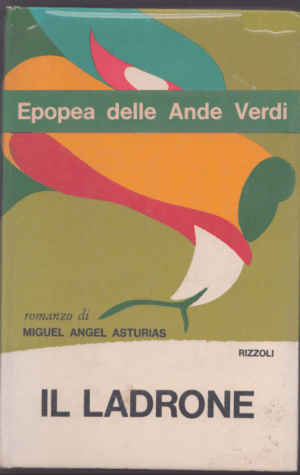 Epopea delle Ande Verdi
romanzo di
MIGUEL ANGEL ASTURIAS
RIZZOLI
IL LADRONE